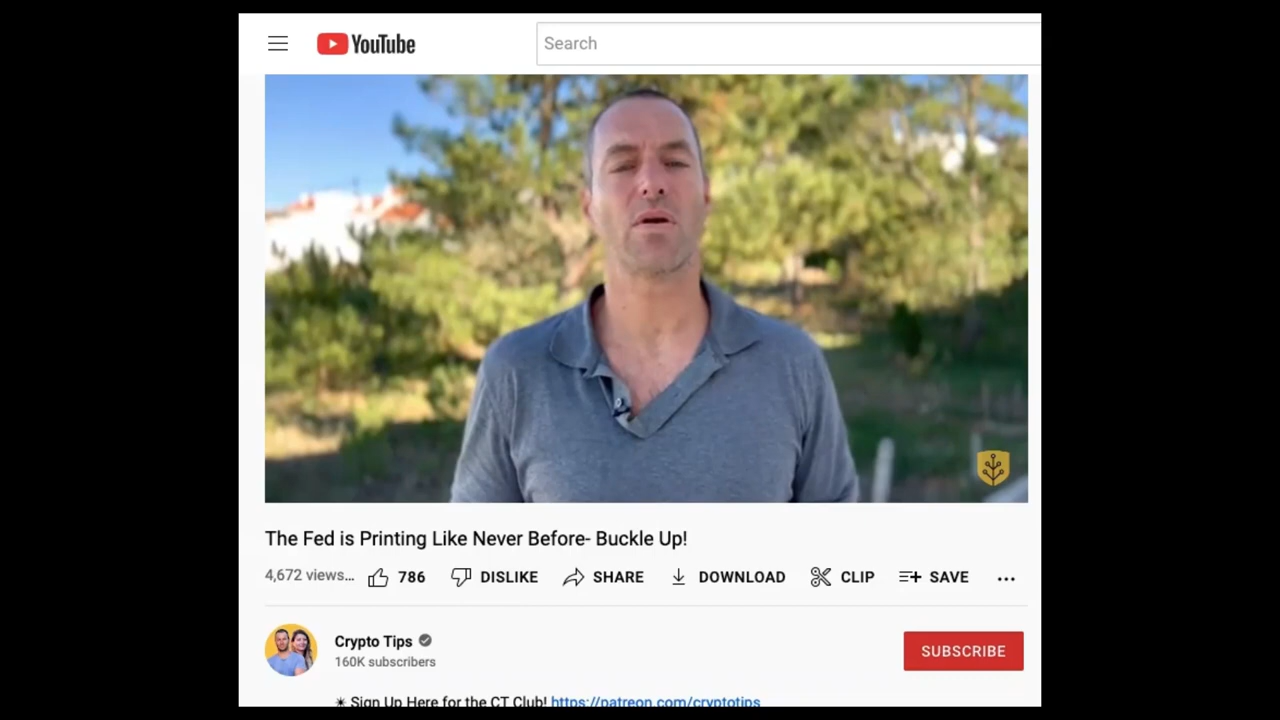 YouTube
Search
The Fed is Printing Like Never Before- Buckle Up!
4,672 views... 786 DISLIKE SHARE DOWNLOAD CLIP SAVE ...
Crypto Tips
160K subscribers
SUBSCRIBE
☀ Sign Up Here for the CT Club! https://patreon.com/cryptotips